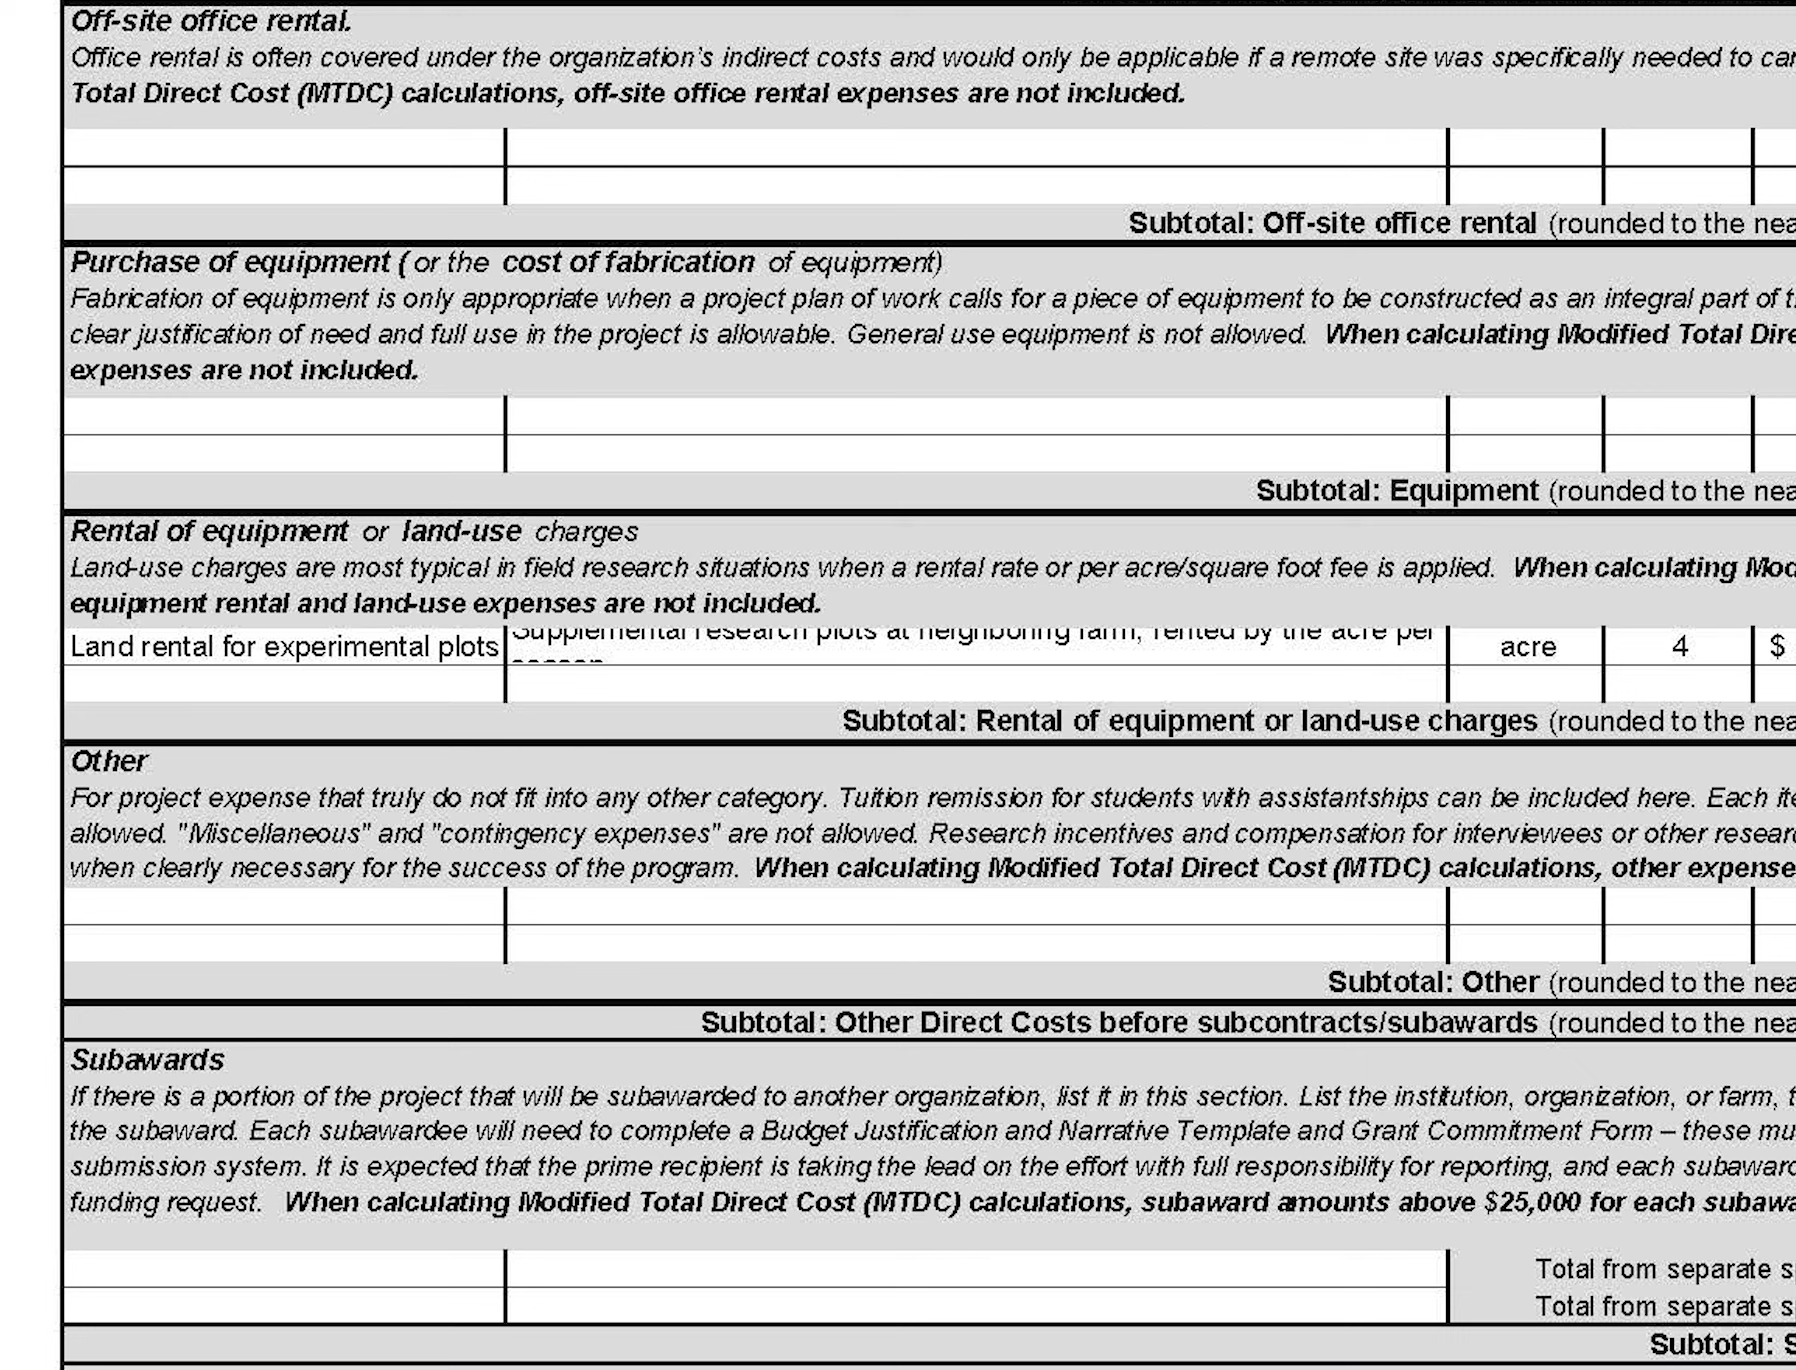 Off-site office rental.
Office rental is often covered under the organization's indirect costs and would only be applicable if a remote site was specifically needed to
Total Direct Cost (MTDC) calculations, off-site office rental expenses are not included.
Subtotal: Off-site office rental (rounded to the
Purchase of equipment (or the cost of fabrication of equipment)
Fabrication of equipment is only appropriate when a project plan of work calls for a piece of equipment to be constructed as an integral part of
clear justification of need and full use in the project is allowable. General use equipment is not allowed. When calculating Modified Total
expenses are not included.
Subtotal: Equipment (rounded to the
Rental of equipment or land-use charges
Land-use charges are most typical in field research situations when a rental rate or per acre/square foot fee is applied. When calculating
equipment rental and land-use expenses are not included.
Land rental for experimental plots Supplemental research plots at neighboring farm, rented by the acre per acre 4 $
Subtotal: Rental of equipment or land-use charges (rounded to the
Other
For project expense that truly do not fit into any other category. Tuition remission for students with assistantships can be included here. Each
allowed. "Miscellaneous" and "contingency expenses" are not allowed. Research incentives and compensation for interviewees or other
when clearly necessary for the success of the program. When calculating Modified Total Direct Cost (MTDC) calculations, other expense
Subtotal: Other (rounded to the
Subtotal: Other Direct Costs before subcontracts/subawards (rounded to the
Subawards
If there is a portion of the project that will be subawarded to another organization, list it in this section. List the institution, organization, or farm,
the subaward. Each subawardee will need to complete a Budget Justification and Narrative Template and Grant Commitment Form – these
submission system. It is expected that the prime recipient is taking the lead on the effort with full responsibility for reporting, and each
funding request. When calculating Modified Total Direct Cost (MTDC) calculations, subaward amounts above $25,000 for each
Total from separate
Total from separate
Subtotal: